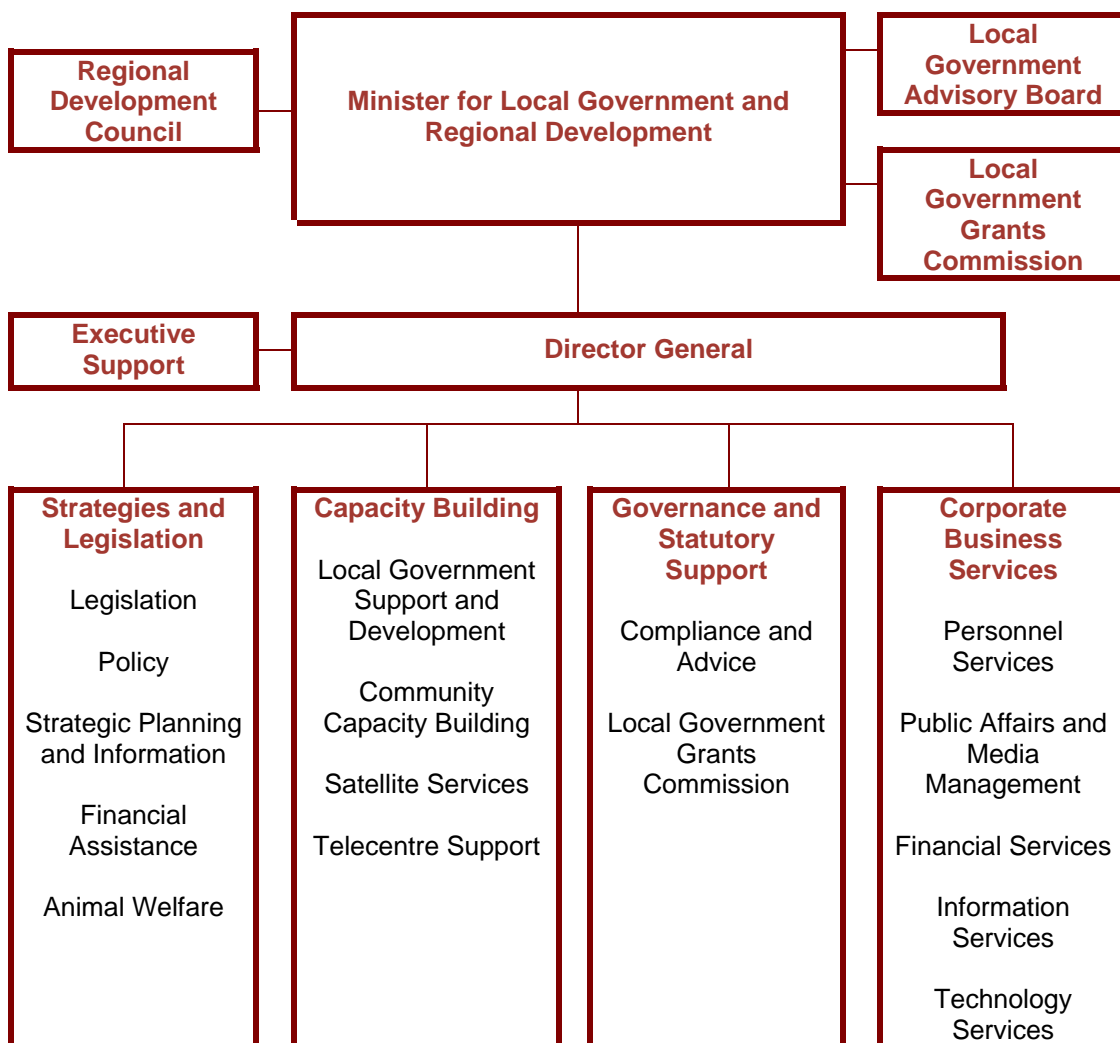 Regional
Development
Council
Minister for Local Government and
Regional Development
Local
Government
Advisory Board
Local
Government
Grants
Commission
Executive
Support
Director General
Strategies and
Legislation
Legislation
Policy
Strategic Planning
and Information
Financial
Assistance
Animal Welfare
Capacity Building
Local Government
Support and
Development
Community
Capacity Building
Satellite Services
Telecentre Support
Governance and
Statutory
Support
Compliance and
Advice
Local Government
Grants
Commission
Corporate
Business
Services
Personnel
Services
Public Affairs and
Media
Management
Financial Services
Information
Services
Technology
Services